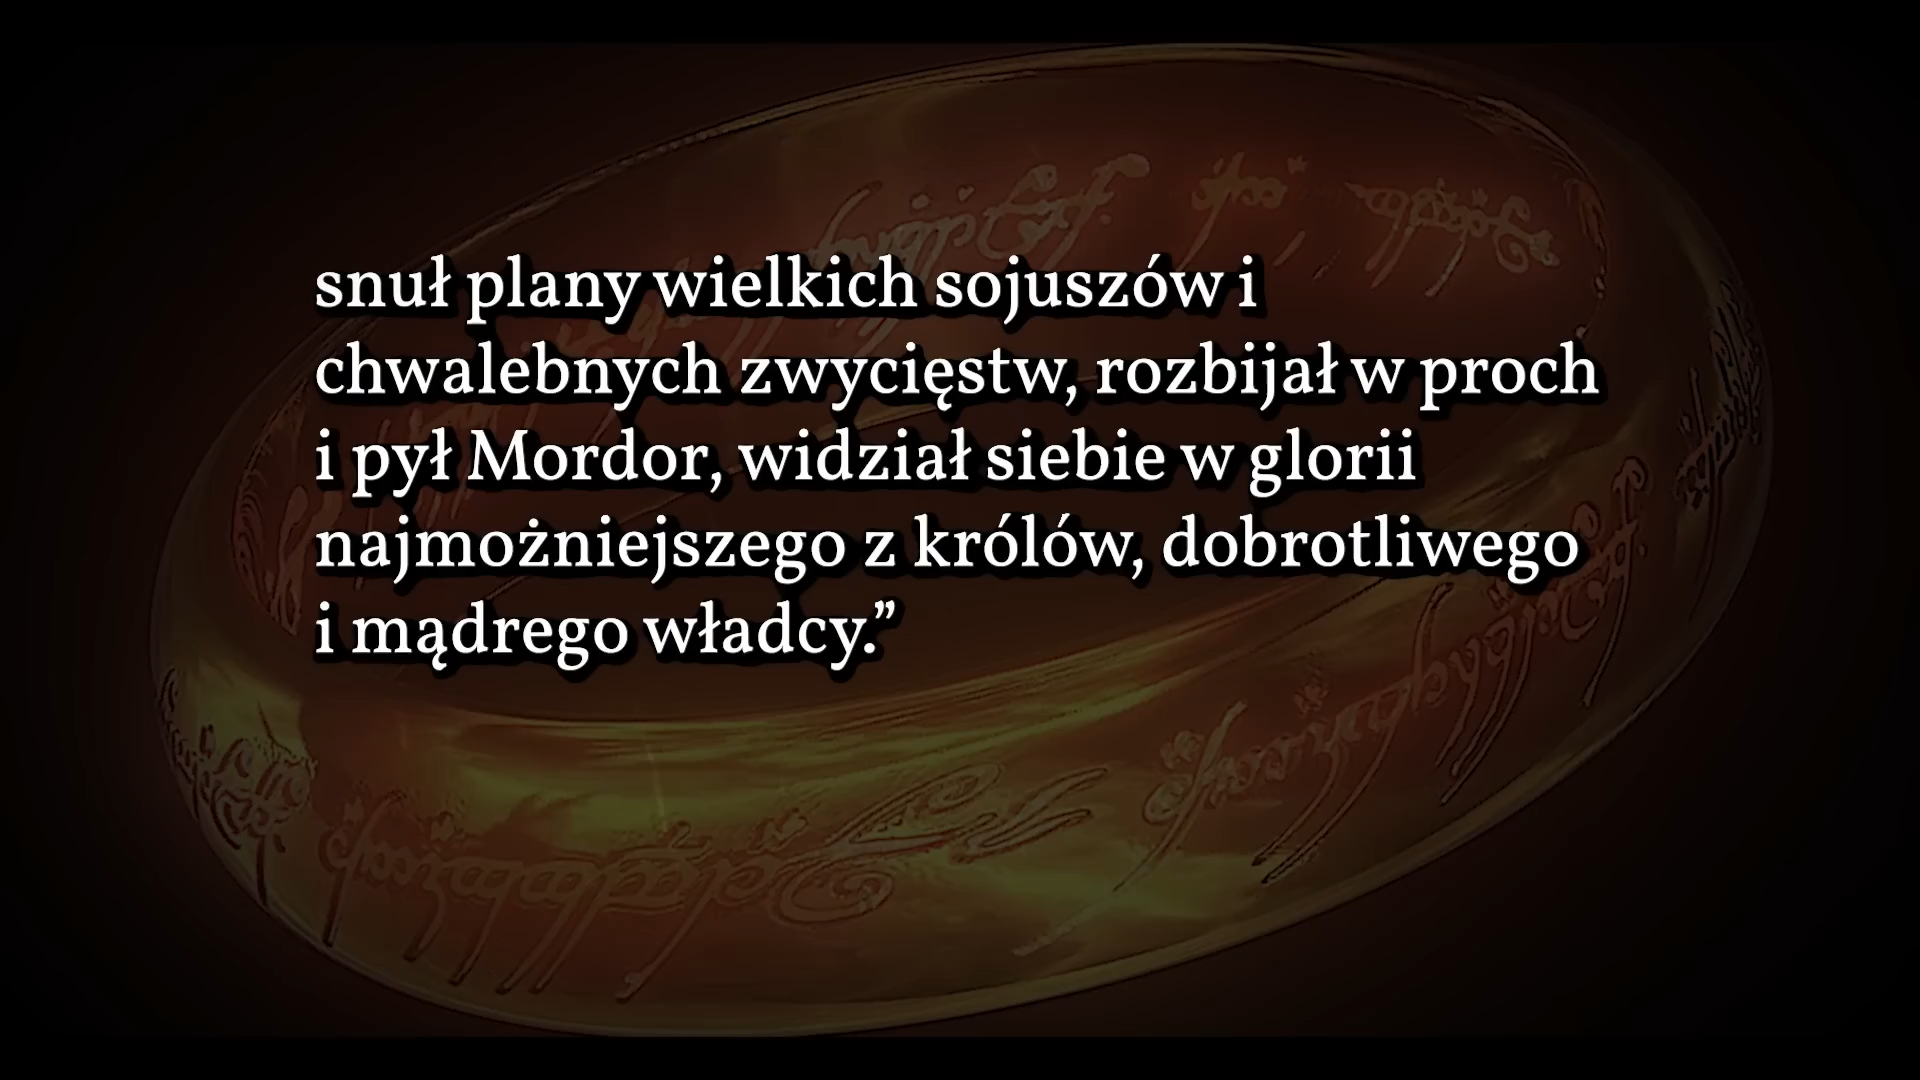 snuł plany wielkich sojuszów i
chwalebnych zwycięstw, rozbijał w proch
i pył Mordor, widział siebie w glorii
najmożniejszego z królów, dobrotliwego
i mądrego władcy.”